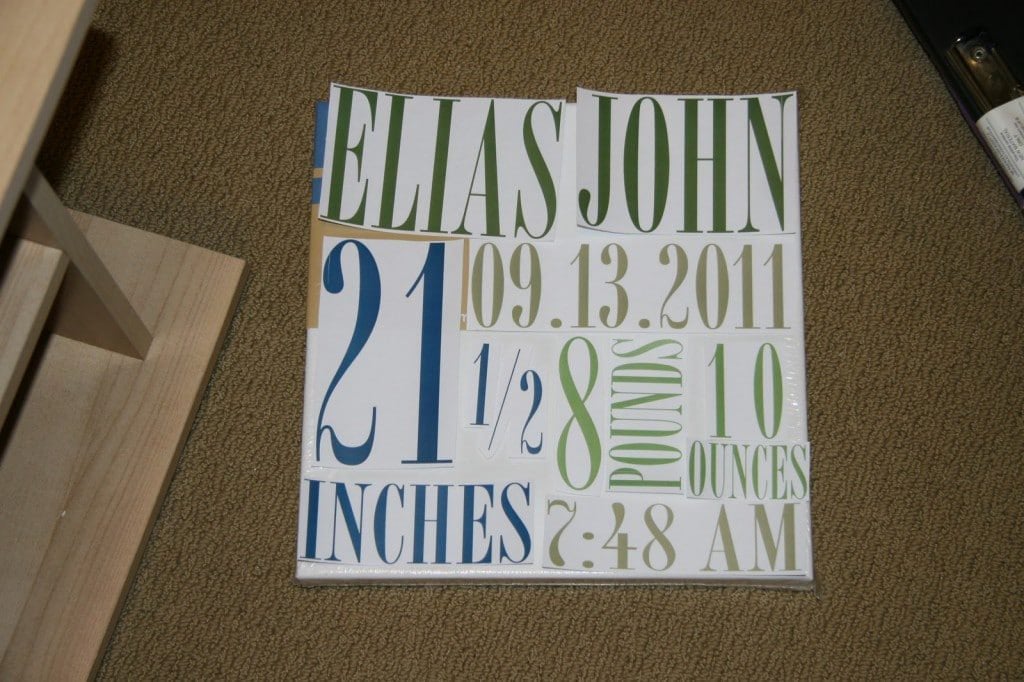 ELIAS JOHN
09.13.2011
21 1/2
INCHES
8 POUNDS
10
OUNCES
7:48 AM